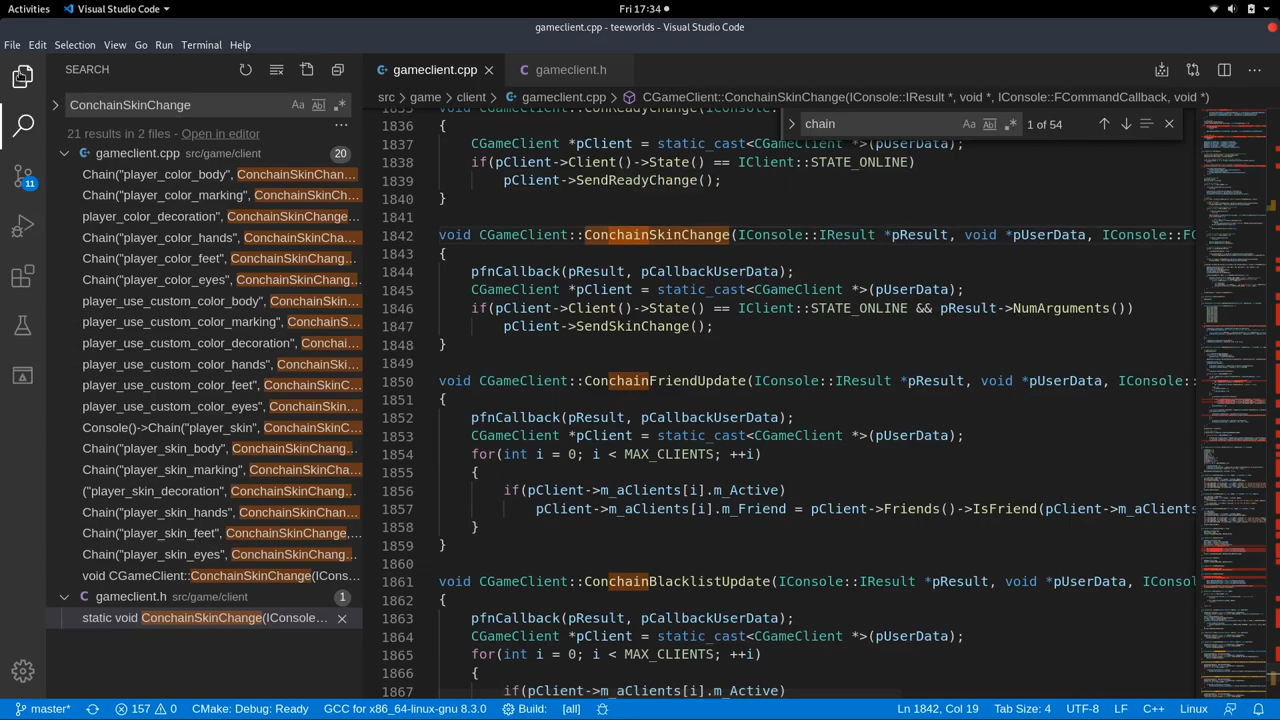 Activities
Visual Studio Code
Fri 17:34
gameclient.cpp - teeworlds - Visual Studio Code
File Edit Selection View Go Run Terminal Help
SEARCH
gameclient.cpp
gameclient.h
src > game > client > gameclient.cpp > CGameClient::ConchainSkinChange(IConsole::IResult *, void *, IConsole::FCommandCallback, void *)
ConchainSkinChange
Aa Abl .*
21 results in 2 files - Open in editor
gameclient.cpp src/game/client 20
Chain("player_color_body", ConchainSkinCha…
Chain("player_color_marking", ConchainSkin…
player_color_decoration", ConchainSkinChange…
"player_color_hands", ConchainSkinCha…
Chain("player_color_feet", ConchainSkinChang…
"player_color_eyes", ConchainSkinChang…
player_use_custom_color_body", ConchainSkin…
player_use_custom_color_marking", ConchainS…
player_use_custom_color_decoration", Concha…
player_use_custom_color_feet", ConchainSki…
_use_custom_color_eyes", ConchainSkin…
Console()->Chain("player_skin", ConchainSki…
Chain("player_skin_body", ConchainSkinChang…
Chain("player_skin_marking", ConchainSkinCha…
("player_skin_decoration", ConchainSkinChang…
Chain("player_skin_hands", ConchainSkinChan…
Chain("player_skin_feet", ConchainSkinChange,…
Chain("player_skin_eyes", ConchainSkinChang…
void CGameClient::ConchainSkinChange(ICo…
gameclient.h src/game/client
static void ConchainSkinChange(IConsole…
chain
1 of 54
1836 {
1837 CGameClient *pClient = static_cast<CGameClient *>(pUserData);
1838 if(pClient->Client()->State() == IClient::STATE_ONLINE)
1839 pClient->SendReadyChange();
1840 }
1841
1842 void CGameClient::ConchainSkinChange(IConsole::IResult *pResult, void *pUserData, IConsole::FC
1843 {
1844 pfnCallback(pResult, pCallbackUserData);
1845 CGameClient *pClient = static_cast<CGameClient *>(pUserData);
1846 if(pClient->Client()->State() == IClient::STATE_ONLINE && pResult->NumArguments())
1847 pClient->SendSkinChange();
1848 }
1849
1850 void CGameClient::ConchainFriendUpdate(IConsole::IResult *pResult, void *pUserData, IConsole::
1851 {
1852 pfnCallback(pResult, pCallbackUserData);
1853 CGameClient *pClient = static_cast<CGameClient *>(pUserData);
1854 for(int i = 0; i < MAX_CLIENTS; ++i)
1855 {
1856 if(pClient->m_aClients[i].m_Active)
1857 pClient->m_aClients[i].m_Friend = pClient->Friends()->IsFriend(pClient->m_aClients
1858 }
1859 }
1860
1861 void CGameClient::ConchainBlacklistUpdate(IConsole::IResult *pResult, void *pUserData, IConsol
1862 {
1863 pfnCallback(pResult, pCallbackUserData);
1864 CGameClient *pClient = static_cast<CGameClient *>(pUserData);
1865 for(int i = 0; i < MAX_CLIENTS; ++i)
1866 {
1867 if(pClient->m_aClients[i].m_Active)
11
master* 157 0 CMake: Debug: Ready GCC for x86_64-linux-gnu 8.3.0 Build [all] Ln 1842, Col 19 Tab Size: 4 UTF-8 LF C++ Linux